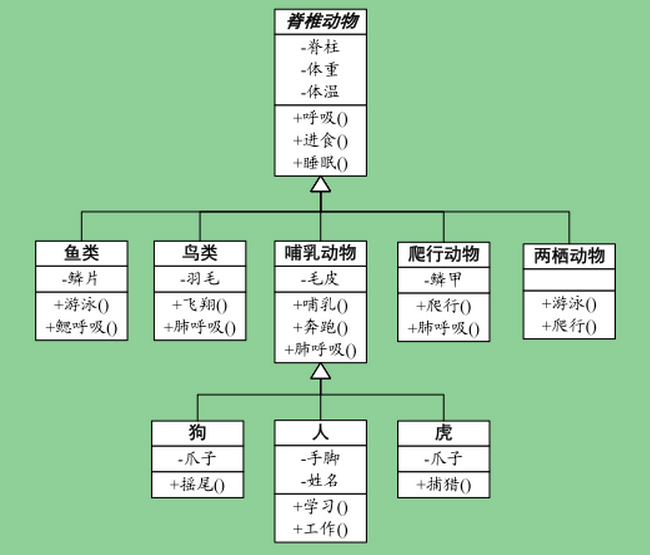 脊椎动物
-脊柱
-体重
-体温
+呼吸()
+进食()
+睡眠()
鱼类
-鳞片
+游泳()
+鳃呼吸()
鸟类
-羽毛
+飞翔()
+肺呼吸()
哺乳动物
-毛皮
+哺乳()
+奔跑()
+肺呼吸()
爬行动物
-鳞甲
+爬行()
+肺呼吸()
两栖动物
+游泳()
+爬行()
狗
-爪子
+摇尾()
人
-手脚
-姓名
+学习()
+工作()
虎
-爪子
+捕猎()